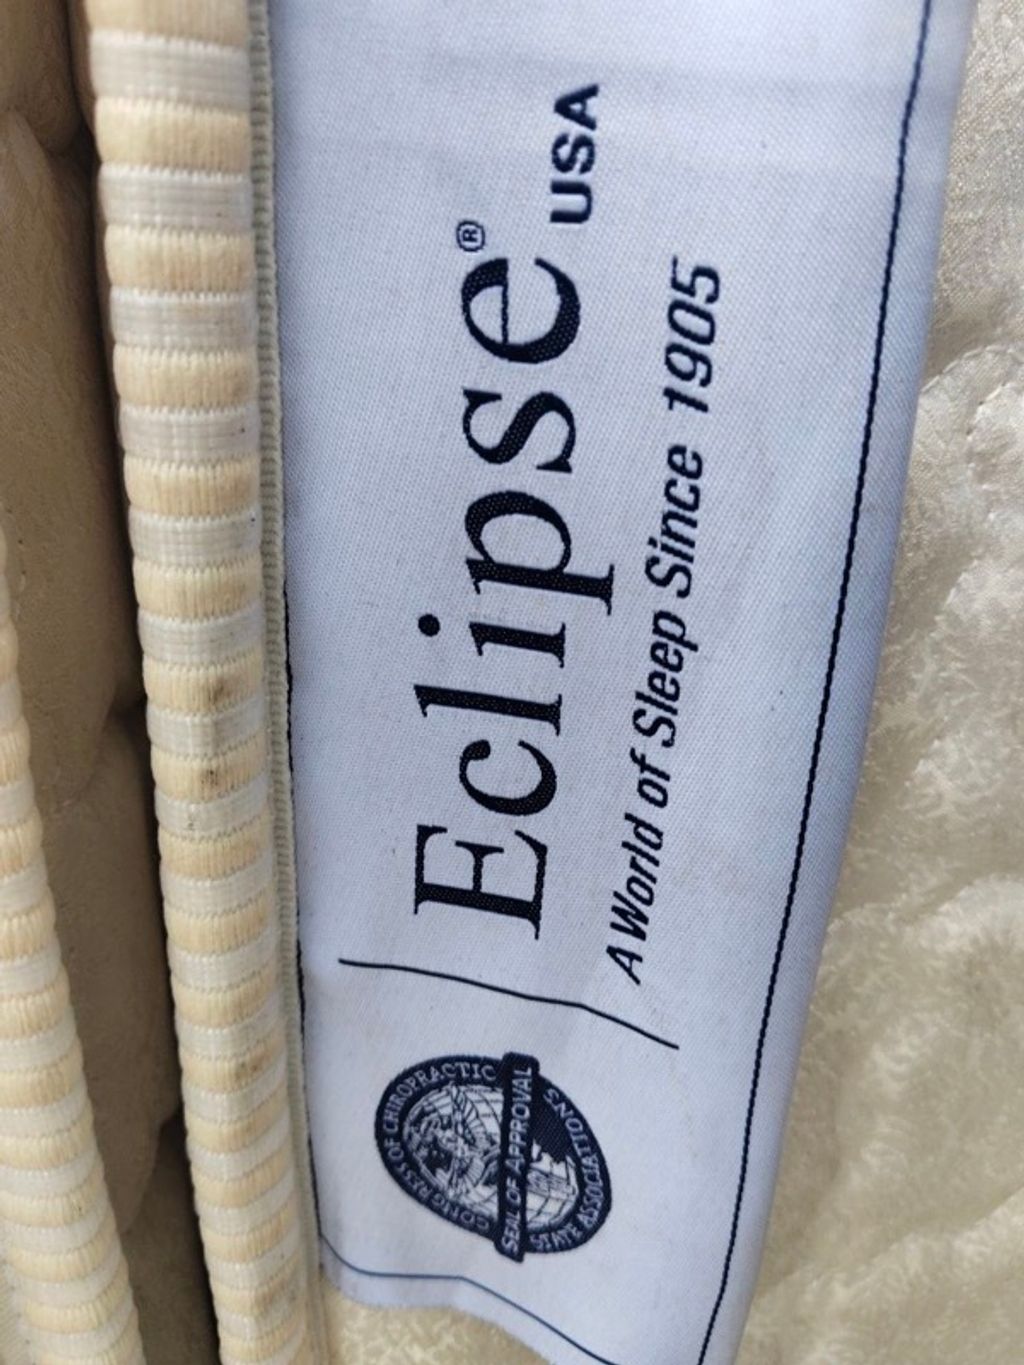 Eclipse®
USA
A World of Sleep Since 1905
CONGRESS OF CHIROPRACTIC
SEAL OF APPROVAL
STATE ASSOCIATIONS